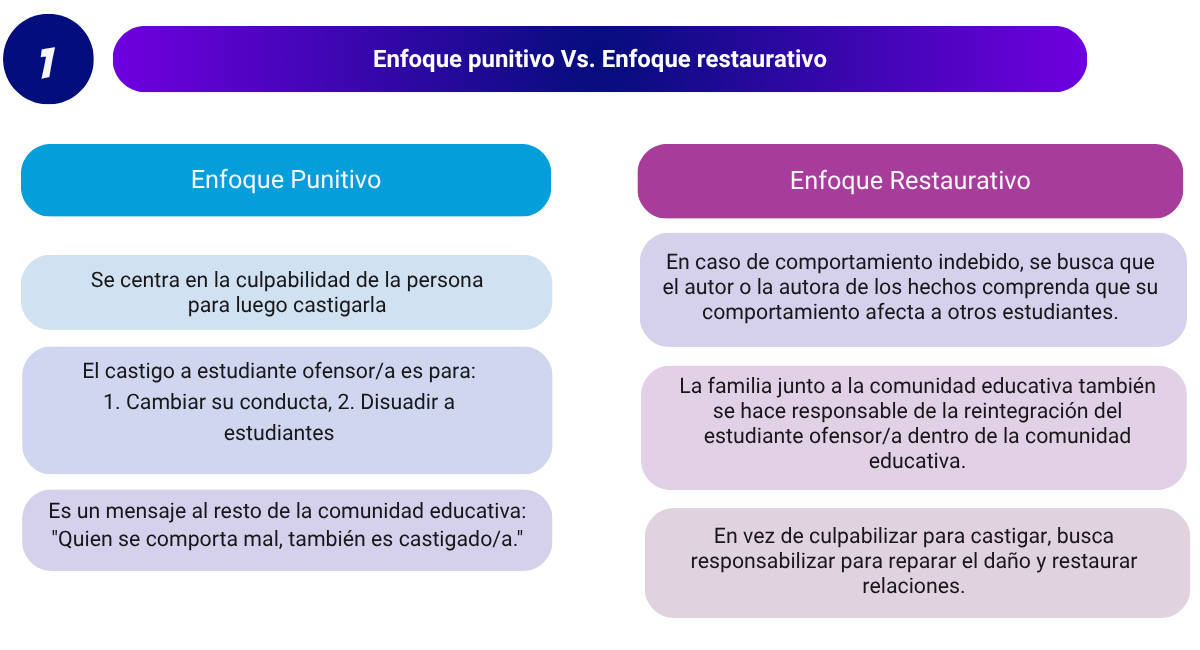 1
Enfoque punitivo Vs. Enfoque restaurativo
Enfoque Punitivo
Se centra en la culpabilidad de la persona
para luego castigarla
El castigo a estudiante ofensor/a es para:
1. Cambiar su conducta, 2. Disuadir a
estudiantes
Es un mensaje al resto de la comunidad educativa:
"Quien se comporta mal, también es castigado/a."
Enfoque Restaurativo
En caso de comportamiento indebido, se busca que
el autor o la autora de los hechos comprenda que su
comportamiento afecta a otros estudiantes.
La familia junto a la comunidad educativa también
se hace responsable de la reintegración del
estudiante ofensor/a dentro de la comunidad
educativa.
En vez de culpabilizar para castigar, busca
responsabilizar para reparar el daño y restaurar
relaciones.